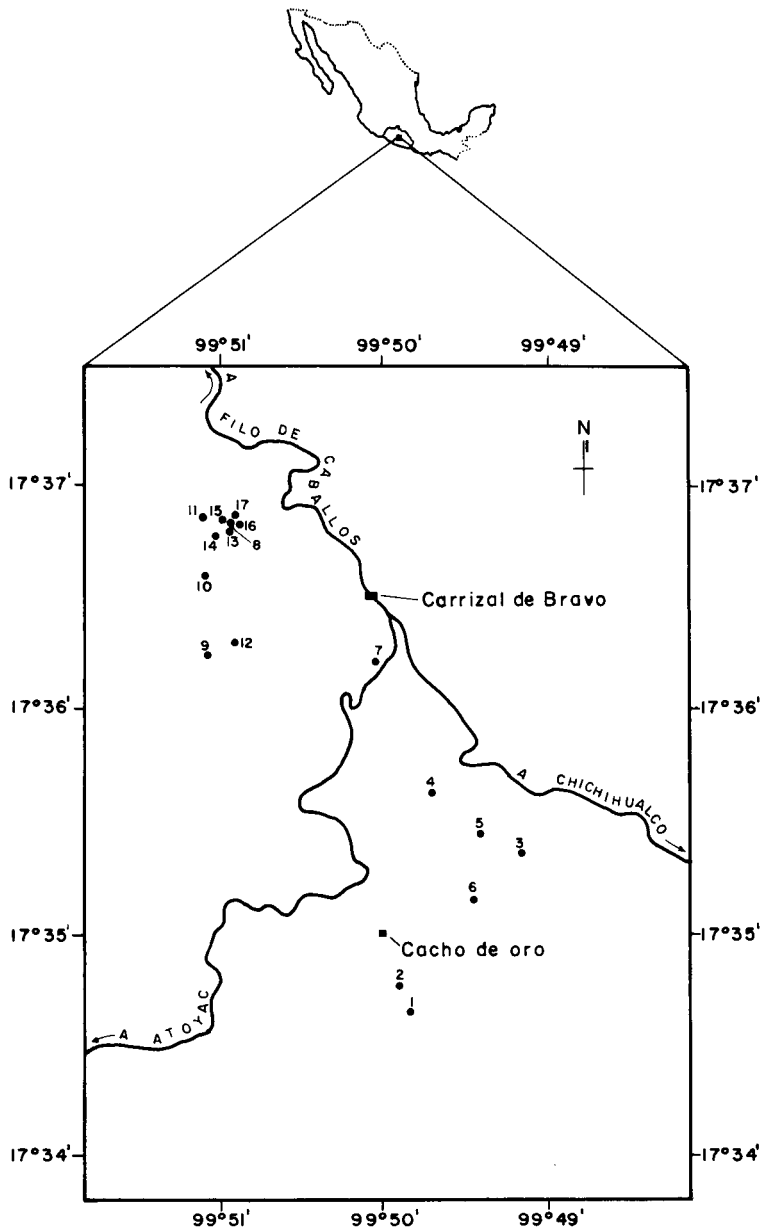 99°51' 99°50' 99°49'
A FILO DE CABALLOS
N
17°37' 17°37'
11 15 17
16
14 13 8
10
Carrizal de Bravo
9 12
7
17°36' 17°36'
A CHICHIHUALCO
4
5
3
6
17°35' 17°35'
Cacho de oro
2
1
A ATOYAC
17°34' 17°34'
99°51' 99°50' 99°49'